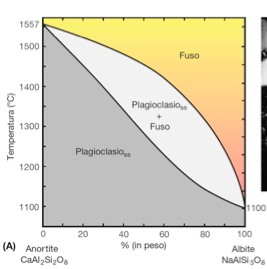 1557
1500
Fuso
1400
Plagioclasio_ss
+
Fuso
1300
Temperatura (°C)
Plagioclasio_ss
1200
1100
1100
0 20 40 60 80 100
(A) Anortite % (in peso) Albite
CaAl₂Si₂O₈ NaAlSi₃O₈